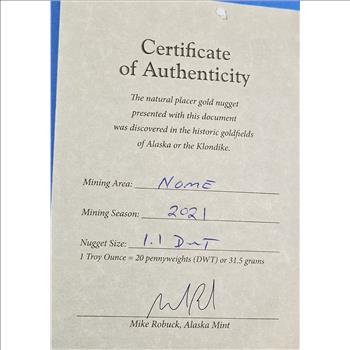 Certificate
of Authenticity
The natural placer gold nugget
presented with this document
was discovered in the historic goldfields
of Alaska or the Klondike.
Mining Area: NOME
Mining Season: 2021
Nugget Size: 1.1 DWT
1 Troy Ounce = 20 pennyweights (DWT) or 31.5 grams
Mike Robuck, Alaska Mint